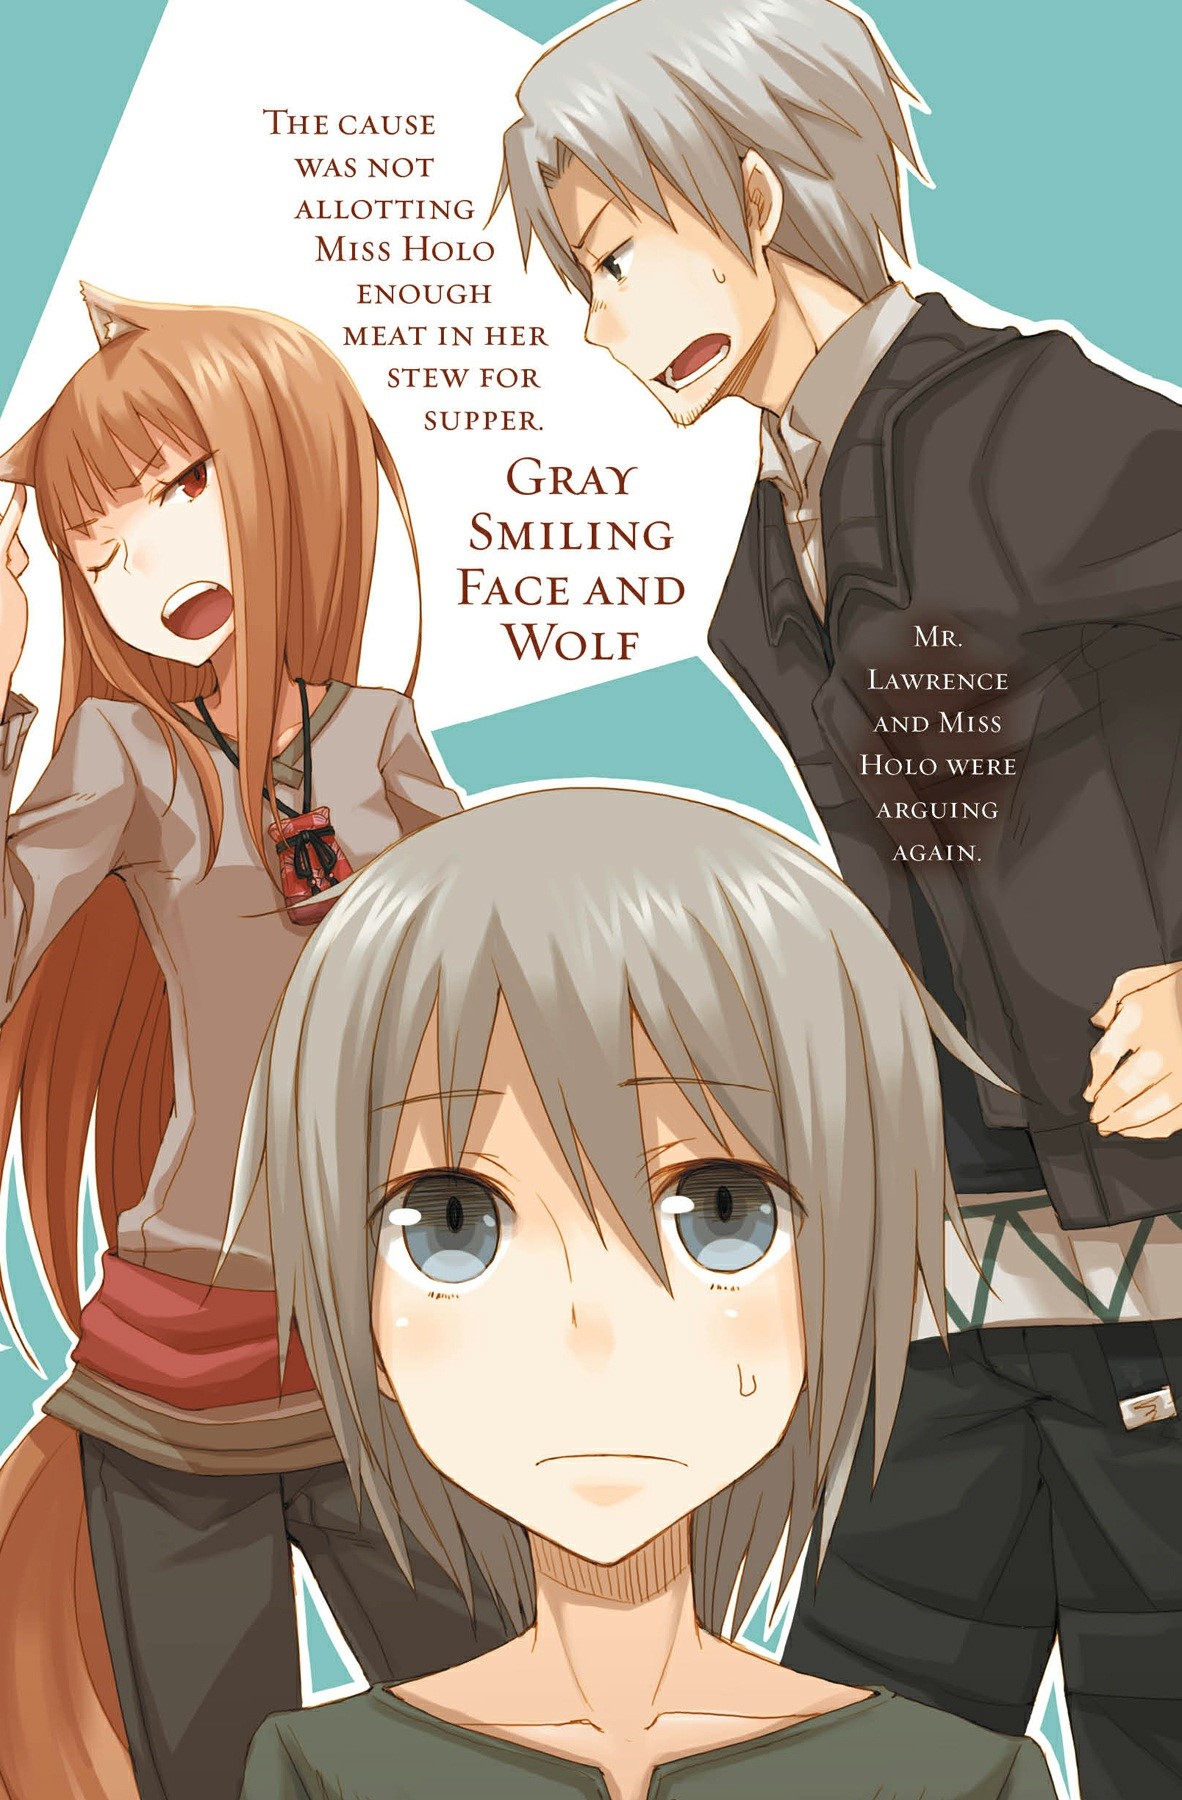 THE CAUSE
WAS NOT
ALLOTTING
MISS HOLO
ENOUGH
MEAT IN HER
STEW FOR
SUPPER.
GRAY
SMILING
FACE AND
WOLF
MR.
LAWRENCE
AND MISS
HOLO WERE
ARGUING
AGAIN.